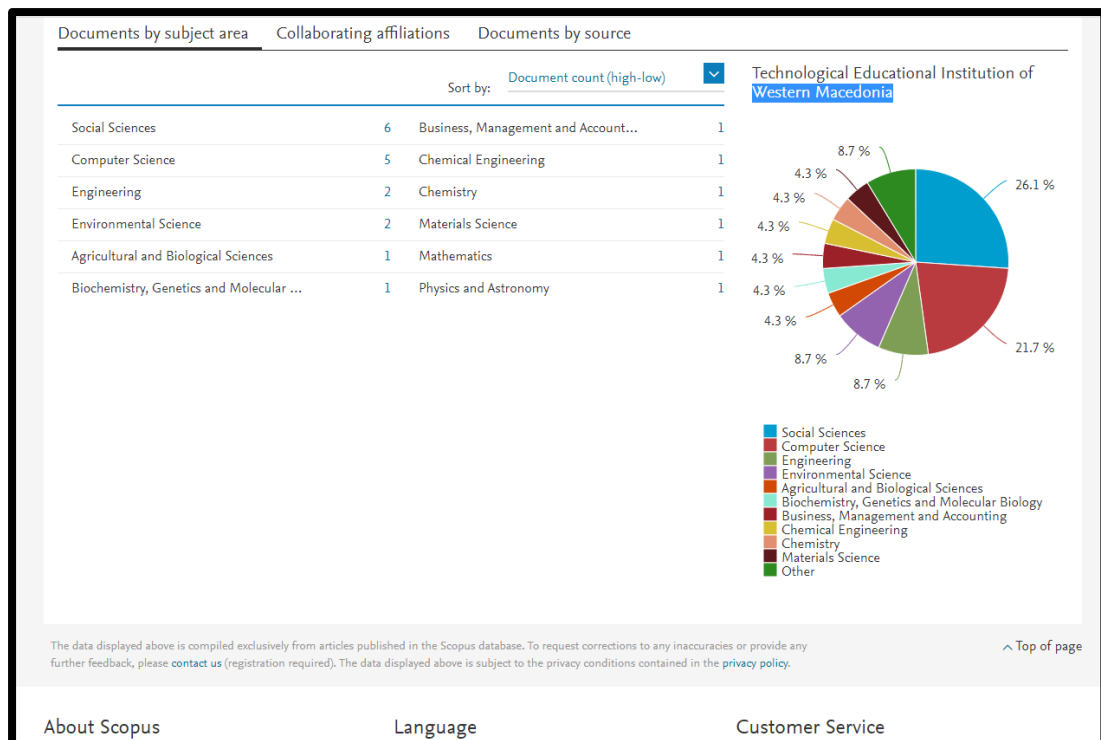 Documents by subject area Collaborating affiliations Documents by source
Sort by: Document count (high-low)
Social Sciences 6 Business, Management and Account... 1
Computer Science 5 Chemical Engineering 1
Engineering 2 Chemistry 1
Environmental Science 2 Materials Science 1
Agricultural and Biological Sciences 1 Mathematics 1
Biochemistry, Genetics and Molecular ... 1 Physics and Astronomy 1
Technological Educational Institution of
Western Macedonia
8.7 %
4.3 %
26.1 %
4.3 %
4.3 %
4.3 %
4.3 %
4.3 %
21.7 %
8.7 %
8.7 %
Social Sciences
Computer Science
Engineering
Environmental Science
Agricultural and Biological Sciences
Biochemistry, Genetics and Molecular Biology
Business, Management and Accounting
Chemical Engineering
Chemistry
Materials Science
Other
The data displayed above is compiled exclusively from articles published in the Scopus database. To request corrections to any inaccuracies or provide any
further feedback, please contact us (registration required). The data displayed above is subject to the privacy conditions contained in the privacy policy.
Top of page
About Scopus Language Customer Service